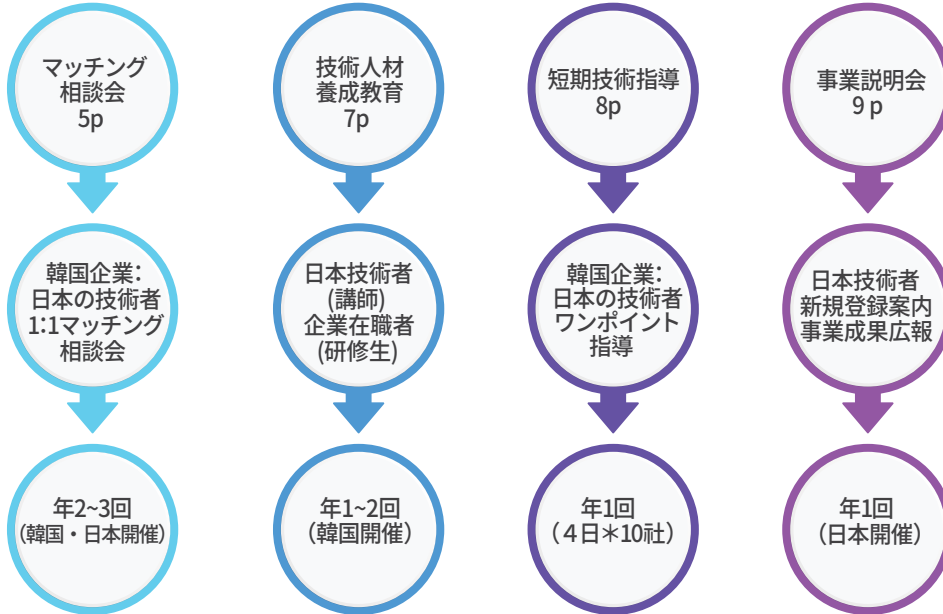 マッチング
相談会
5p
技術人材
養成教育
7p
短期技術指導
8p
事業説明会
9 p
韓国企業：
日本の技術者
1:1マッチング
相談会
日本技術者
(講師)
企業在職者
(研修生)
韓国企業：
日本の技術者
ワンポイント
指導
日本技術者
新規登録案内
事業成果広報
年2~3回
（韓国・日本開催）
年1~2回
（韓国開催）
年1回
（４日＊10社）
年1回
（日本開催）